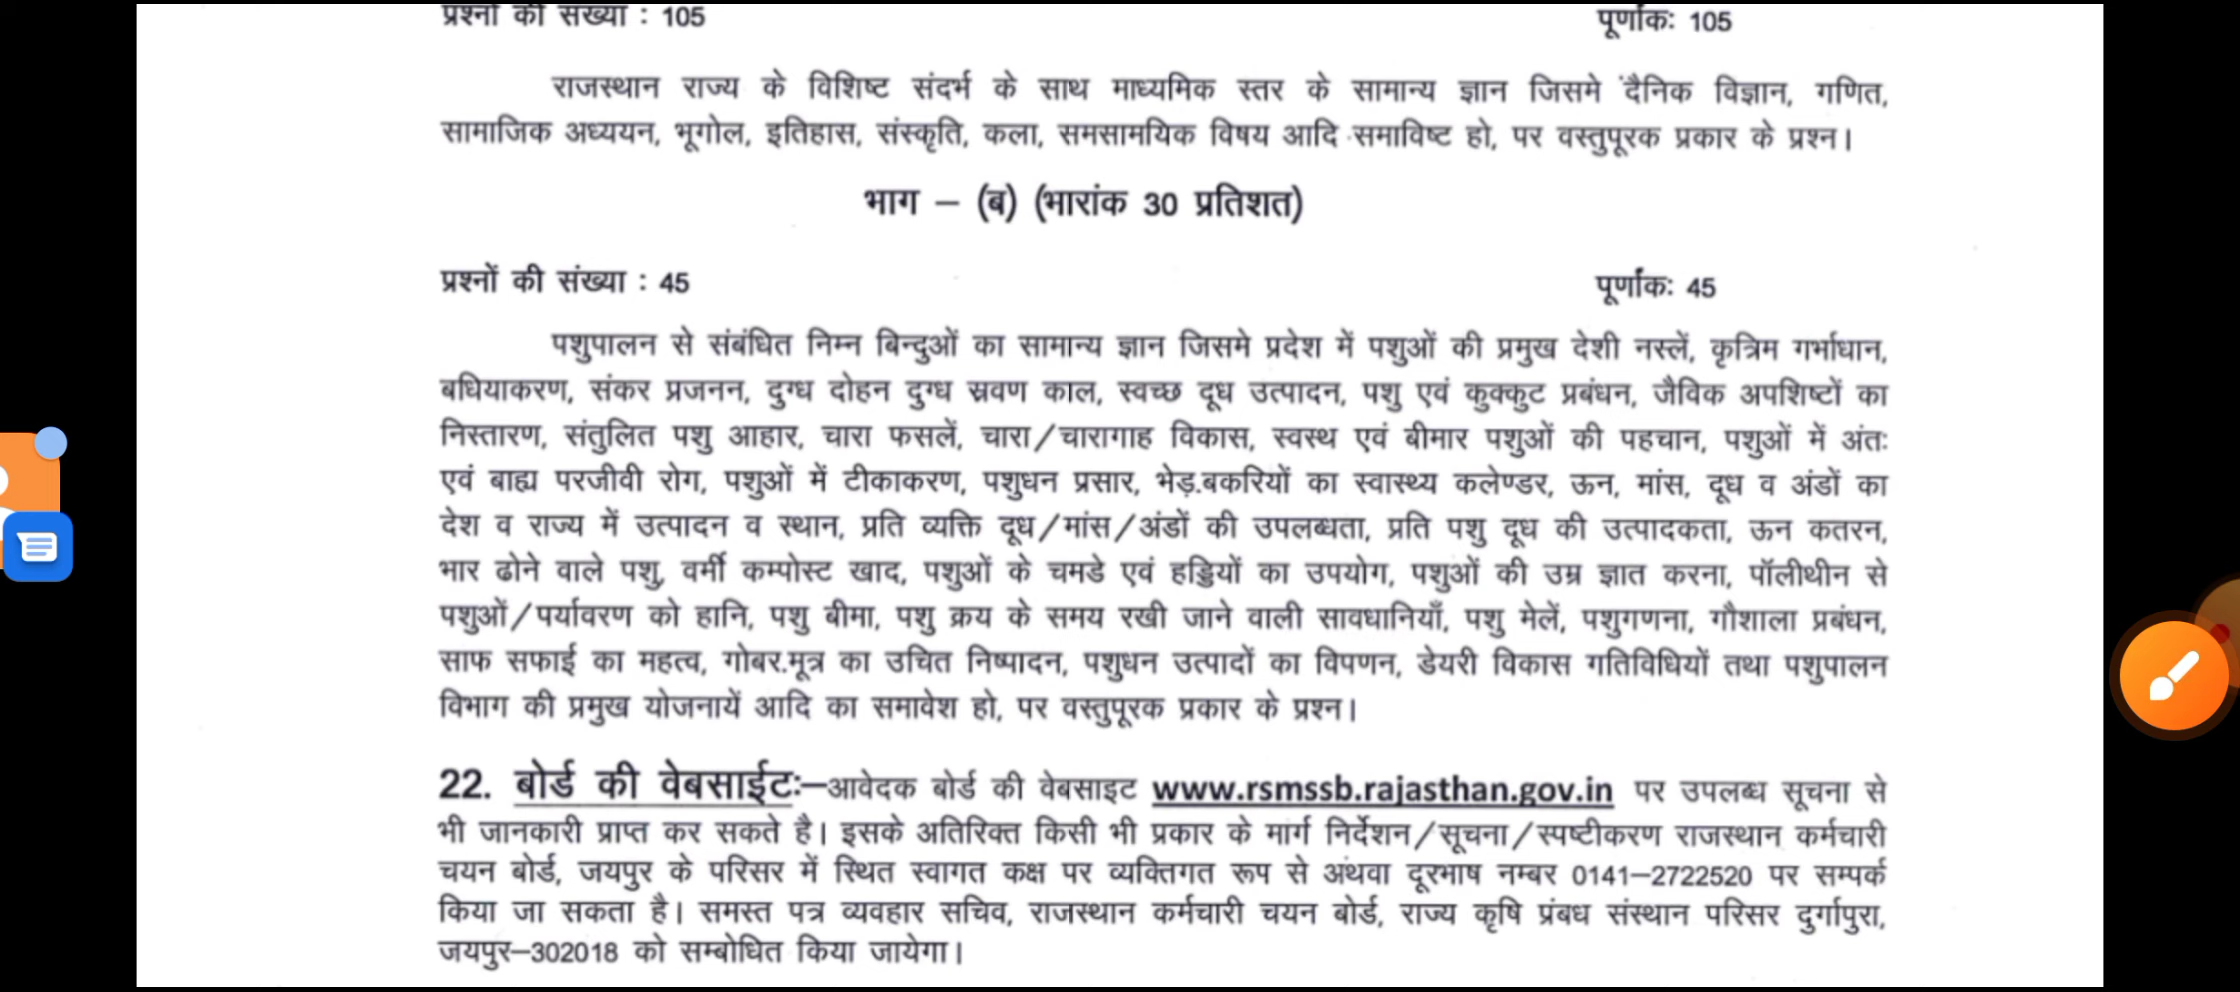 प्रश्नों की संख्या : 105 पूर्णांक: 105
राजस्थान राज्य के विशिष्ट संदर्भ के साथ माध्यमिक स्तर के सामान्य ज्ञान जिसमे दैनिक विज्ञान, गणित,
सामाजिक अध्ययन, भूगोल, इतिहास, संस्कृति, कला, समसामयिक विषय आदि समाविष्ट हो, पर वस्तुपूरक प्रकार के प्रश्न।
भाग – (ब) (भारांक 30 प्रतिशत)
प्रश्नों की संख्या : 45 पूर्णांक: 45
पशुपालन से संबंधित निम्न बिन्दुओं का सामान्य ज्ञान जिसमे प्रदेश में पशुओं की प्रमुख देशी नस्लें, कृत्रिम गर्भाधान,
बधियाकरण, संकर प्रजनन, दुग्ध दोहन दुग्ध स्रवण काल, स्वच्छ दूध उत्पादन, पशु एवं कुक्कुट प्रबंधन, जैविक अपशिष्टों का
निस्तारण, संतुलित पशु आहार, चारा फसलें, चारा/चारागाह विकास, स्वस्थ एवं बीमार पशुओं की पहचान, पशुओं में अंतः
एवं बाह्य परजीवी रोग, पशुओं में टीकाकरण, पशुधन प्रसार, भेड़.बकरियों का स्वास्थ्य कलेण्डर, ऊन, मांस, दूध व अंडों का
देश व राज्य में उत्पादन व स्थान, प्रति व्यक्ति दूध/मांस/अंडों की उपलब्धता, प्रति पशु दूध की उत्पादकता, ऊन कतरन,
भार ढोने वाले पशु, वर्मी कम्पोस्ट खाद, पशुओं के चमडे एवं हड्डियों का उपयोग, पशुओं की उम्र ज्ञात करना, पॉलीथीन से
पशुओं/पर्यावरण को हानि, पशु बीमा, पशु क्रय के समय रखी जाने वाली सावधानियाँ, पशु मेलें, पशुगणना, गौशाला प्रबंधन,
साफ सफाई का महत्व, गोबर.मूत्र का उचित निष्पादन, पशुधन उत्पादों का विपणन, डेयरी विकास गतिविधियों तथा पशुपालन
विभाग की प्रमुख योजनायें आदि का समावेश हो, पर वस्तुपूरक प्रकार के प्रश्न।
22. बोर्ड की वेबसाईटः–आवेदक बोर्ड की वेबसाइट www.rsmssb.rajasthan.gov.in पर उपलब्ध सूचना से
भी जानकारी प्राप्त कर सकते है। इसके अतिरिक्त किसी भी प्रकार के मार्ग निर्देशन/सूचना/स्पष्टीकरण राजस्थान कर्मचारी
चयन बोर्ड, जयपुर के परिसर में स्थित स्वागत कक्ष पर व्यक्तिगत रूप से अथवा दूरभाष नम्बर 0141–2722520 पर सम्पर्क
किया जा सकता है। समस्त पत्र व्यवहार सचिव, राजस्थान कर्मचारी चयन बोर्ड, राज्य कृषि प्रंबध संस्थान परिसर दुर्गापुरा,
जयपुर–302018 को सम्बोधित किया जायेगा।